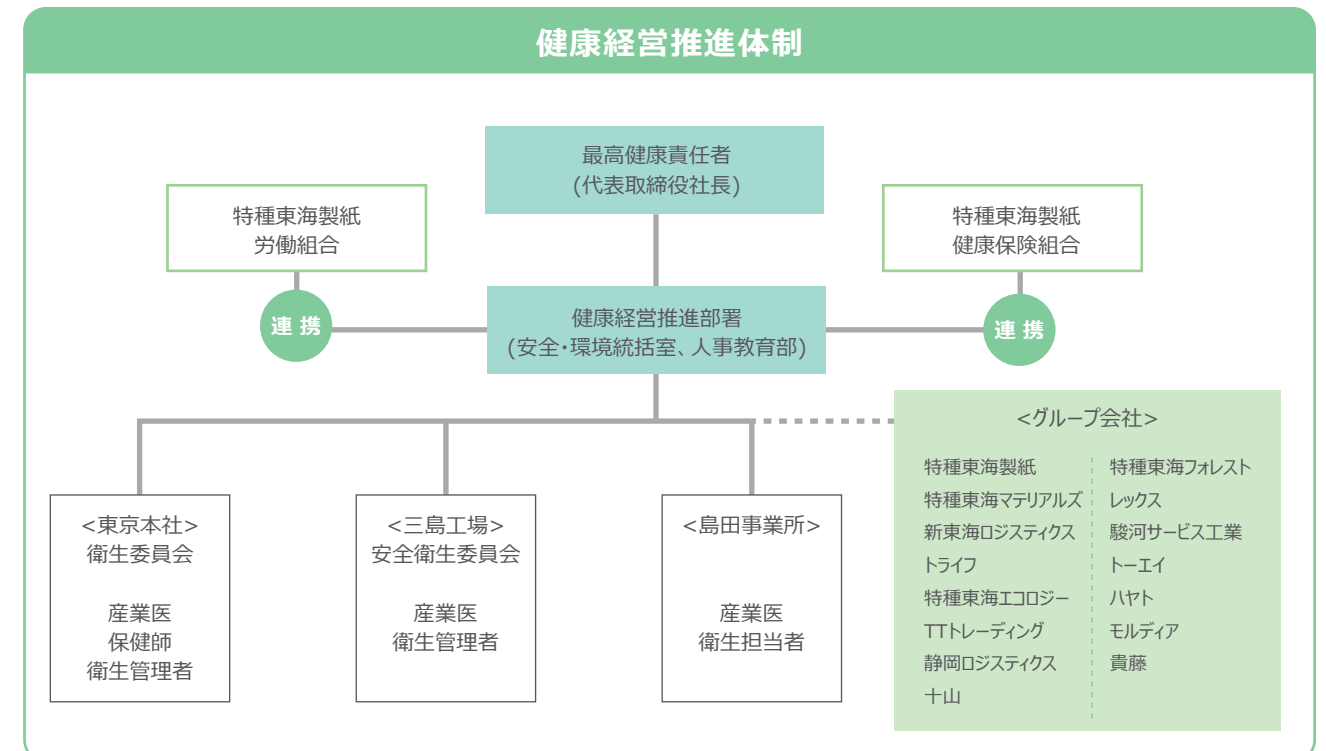 健康経営推進体制
最高健康責任者
(代表取締役社長)
特種東海製紙
労働組合
特種東海製紙
健康保険組合
連携
健康経営推進部署
(安全・環境統括室、人事教育部)
連携
<東京本社>
衛生委員会
産業医
保健師
衛生管理者
<三島工場>
安全衛生委員会
産業医
衛生管理者
<島田事業所>
産業医
衛生担当者
<グループ会社>
特種東海製紙
特種東海マテリアルズ
新東海ロジスティクス
トライフ
特種東海エコロジー
TTトレーディング
静岡ロジスティクス
十山
特種東海フォレスト
レックス
駿河サービス工業
トーエイ
ハヤト
モルディア
貴藤